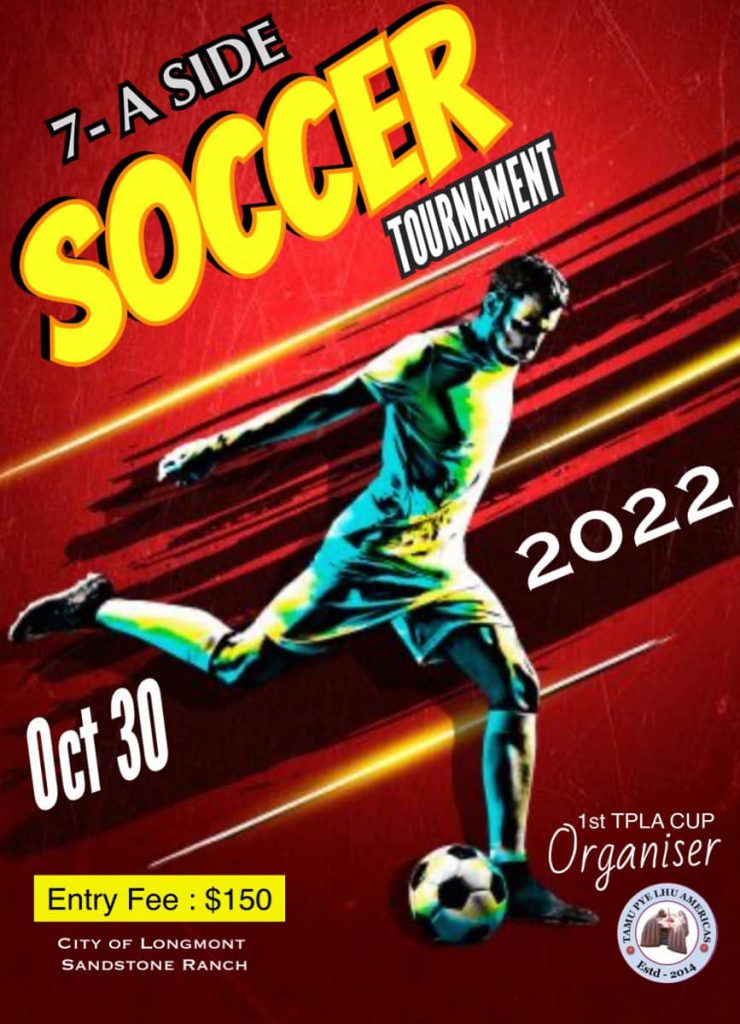 7- A SIDE
SOCCER
TOURNAMENT
2022
Oct 30
1st TPLA CUP
Organiser
Entry Fee : $150
CITY OF LONGMONT
SANDSTONE RANCH
TAMU PYE LHU AMERICAS
Estd - 2014